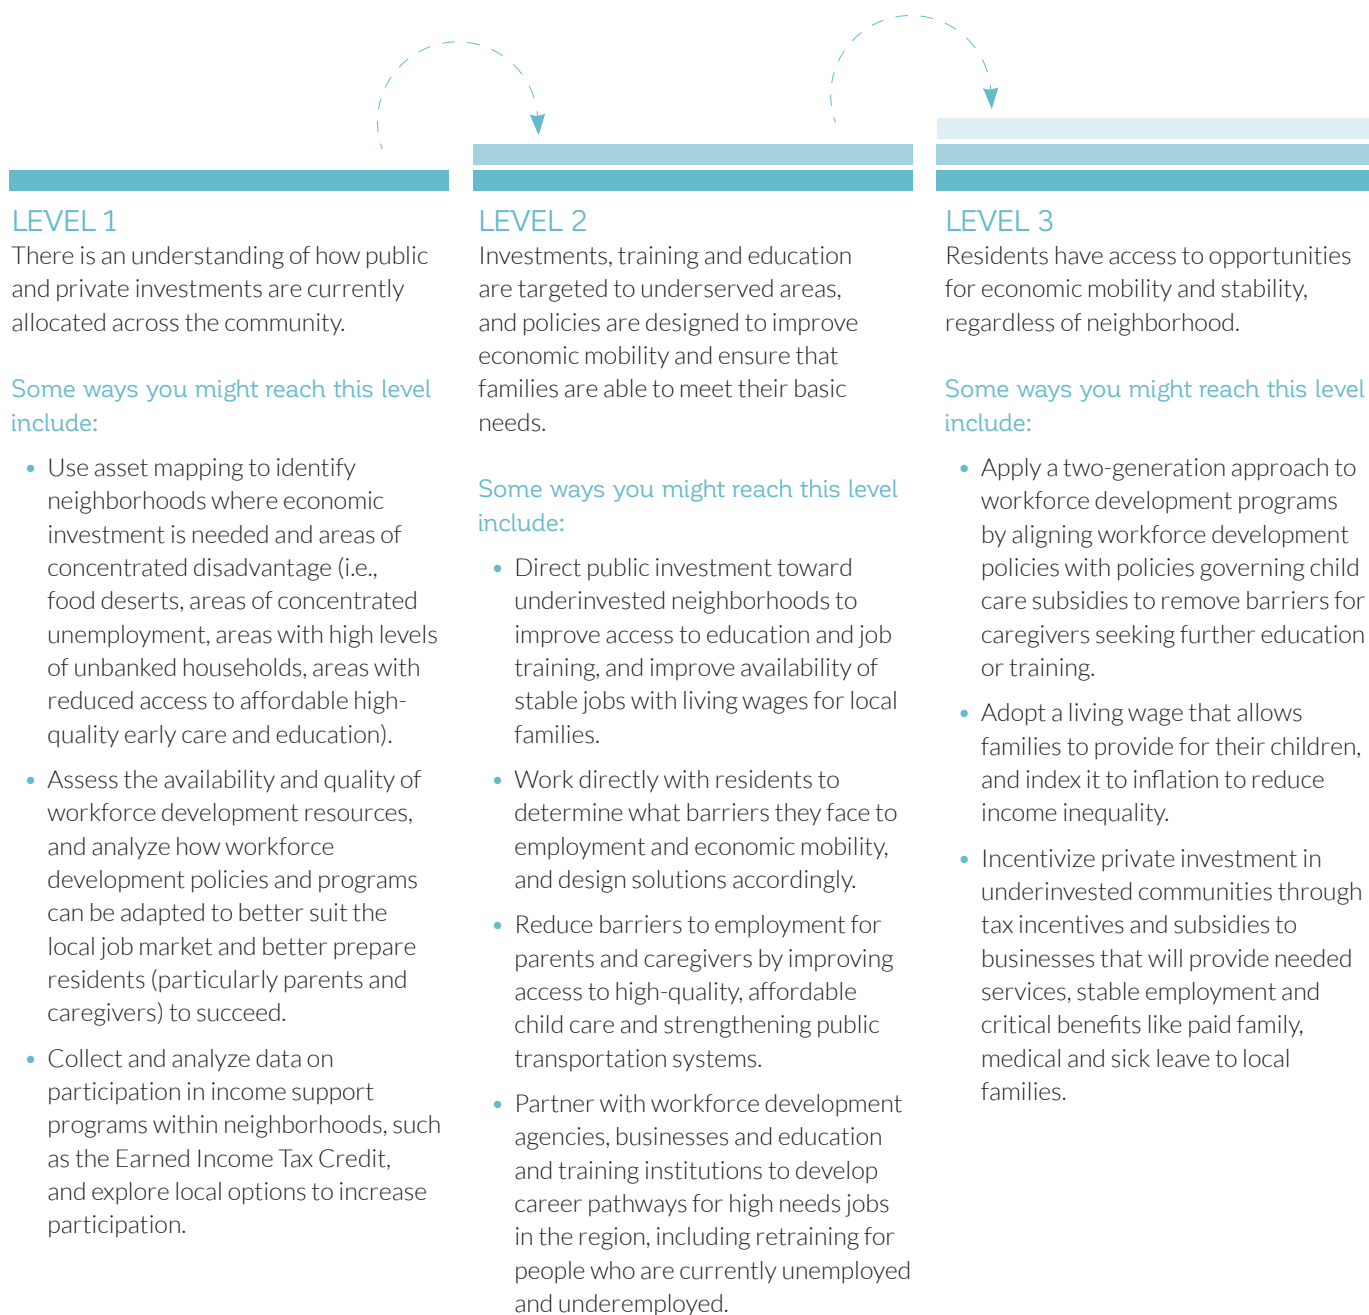 LEVEL 1
There is an understanding of how public
and private investments are currently
allocated across the community.
Some ways you might reach this level
include:
• Use asset mapping to identify
neighborhoods where economic
investment is needed and areas of
concentrated disadvantage (i.e.,
food deserts, areas of concentrated
unemployment, areas with high levels
of unbanked households, areas with
reduced access to affordable high-
quality early care and education).
• Assess the availability and quality of
workforce development resources,
and analyze how workforce
development policies and programs
can be adapted to better suit the
local job market and better prepare
residents (particularly parents and
caregivers) to succeed.
• Collect and analyze data on
participation in income support
programs within neighborhoods, such
as the Earned Income Tax Credit,
and explore local options to increase
participation.
LEVEL 2
Investments, training and education
are targeted to underserved areas,
and policies are designed to improve
economic mobility and ensure that
families are able to meet their basic
needs.
Some ways you might reach this level
include:
• Direct public investment toward
underinvested neighborhoods to
improve access to education and job
training, and improve availability of
stable jobs with living wages for local
families.
• Work directly with residents to
determine what barriers they face to
employment and economic mobility,
and design solutions accordingly.
• Reduce barriers to employment for
parents and caregivers by improving
access to high-quality, affordable
child care and strengthening public
transportation systems.
• Partner with workforce development
agencies, businesses and education
and training institutions to develop
career pathways for high needs jobs
in the region, including retraining for
people who are currently unemployed
and underemployed.
LEVEL 3
Residents have access to opportunities
for economic mobility and stability,
regardless of neighborhood.
Some ways you might reach this level
include:
• Apply a two-generation approach to
workforce development programs
by aligning workforce development
policies with policies governing child
care subsidies to remove barriers for
caregivers seeking further education
or training.
• Adopt a living wage that allows
families to provide for their children,
and index it to inflation to reduce
income inequality.
• Incentivize private investment in
underinvested communities through
tax incentives and subsidies to
businesses that will provide needed
services, stable employment and
critical benefits like paid family,
medical and sick leave to local
families.